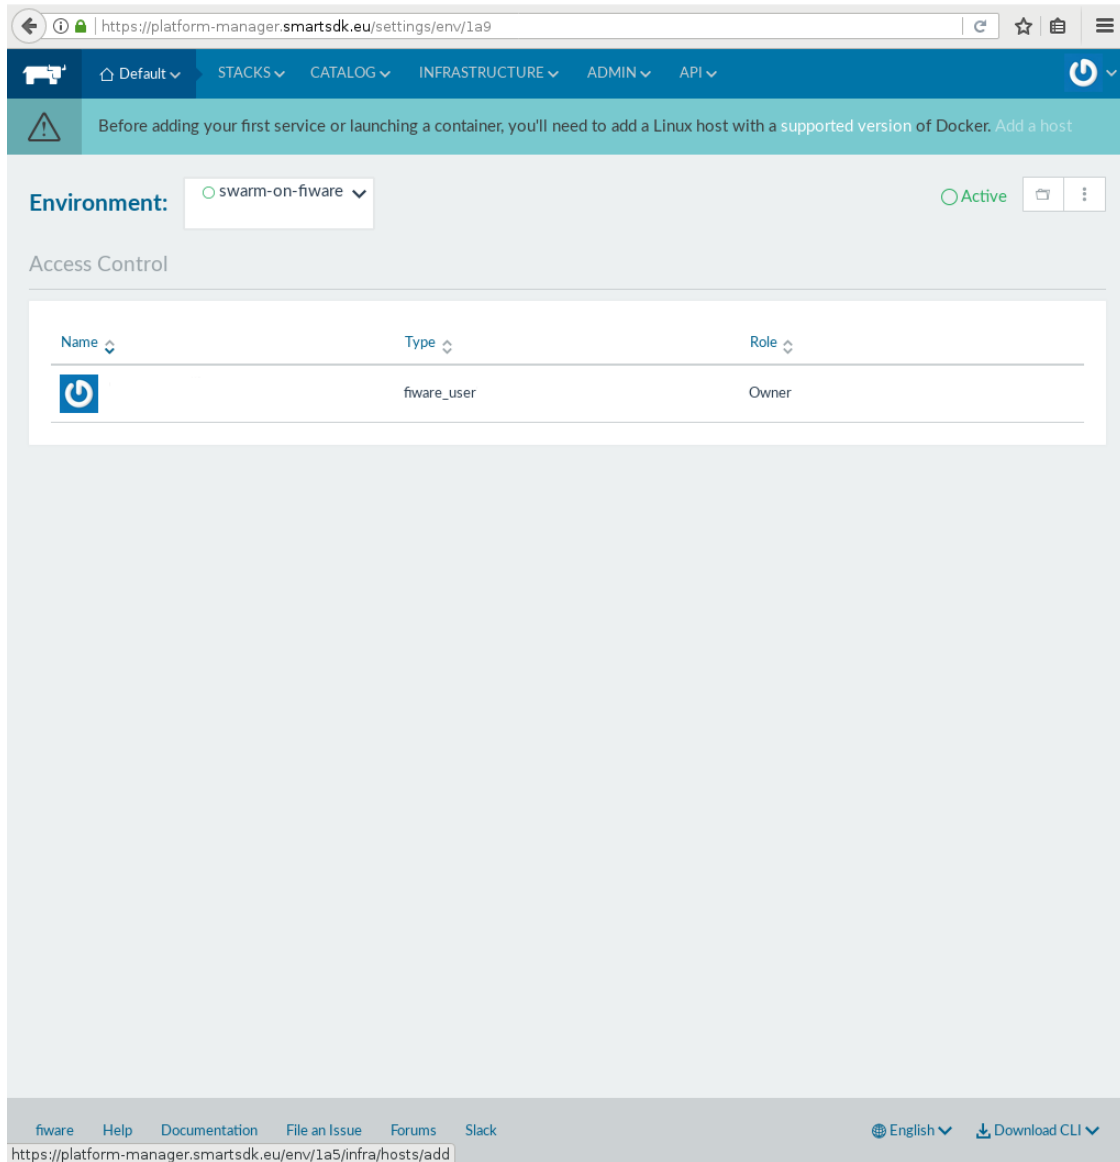 https://platform-manager.smartsdk.eu/settings/env/1a9
Default STACKS CATALOG INFRASTRUCTURE ADMIN API
Before adding your first service or launching a container, you'll need to add a Linux host with a supported version of Docker. Add a host
Environment: swarm-on-fiware Active
Access Control
Name Type Role
fiware_user Owner
fiware Help Documentation File an Issue Forums Slack English Download CLI
https://platform-manager.smartsdk.eu/env/1a5/infra/hosts/add